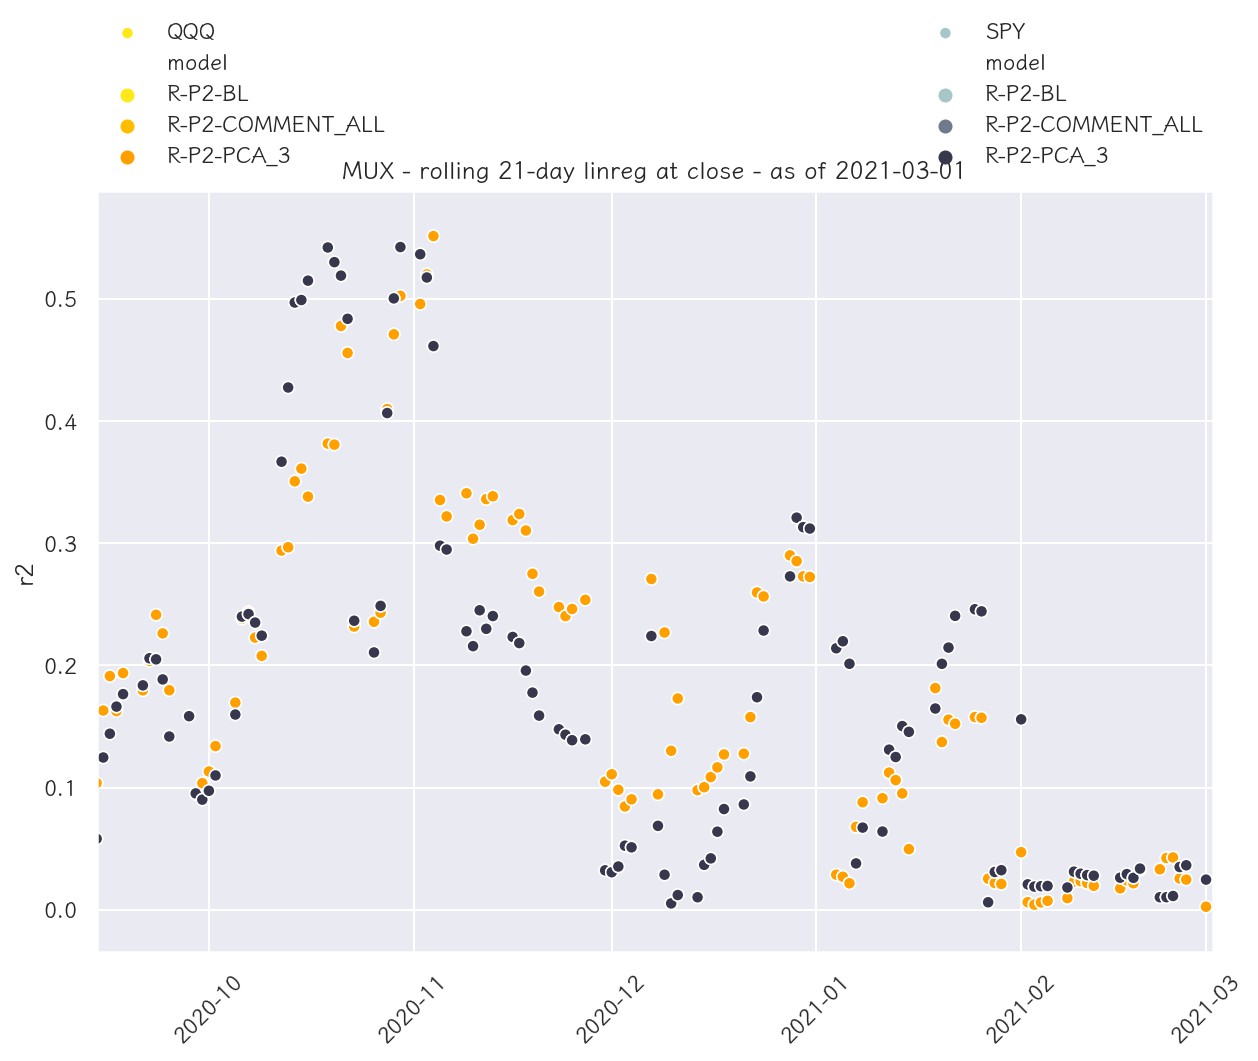 QQQ
model
R-P2-BL
R-P2-COMMENT_ALL
R-P2-PCA_3
SPY
model
R-P2-BL
R-P2-COMMENT_ALL
R-P2-PCA_3
MUX - rolling 21-day linreg at close - as of 2021-03-01
r2
0.5
0.4
0.3
0.2
0.1
0.0
2020-10
2020-11
2020-12
2021-01
2021-02
2021-03